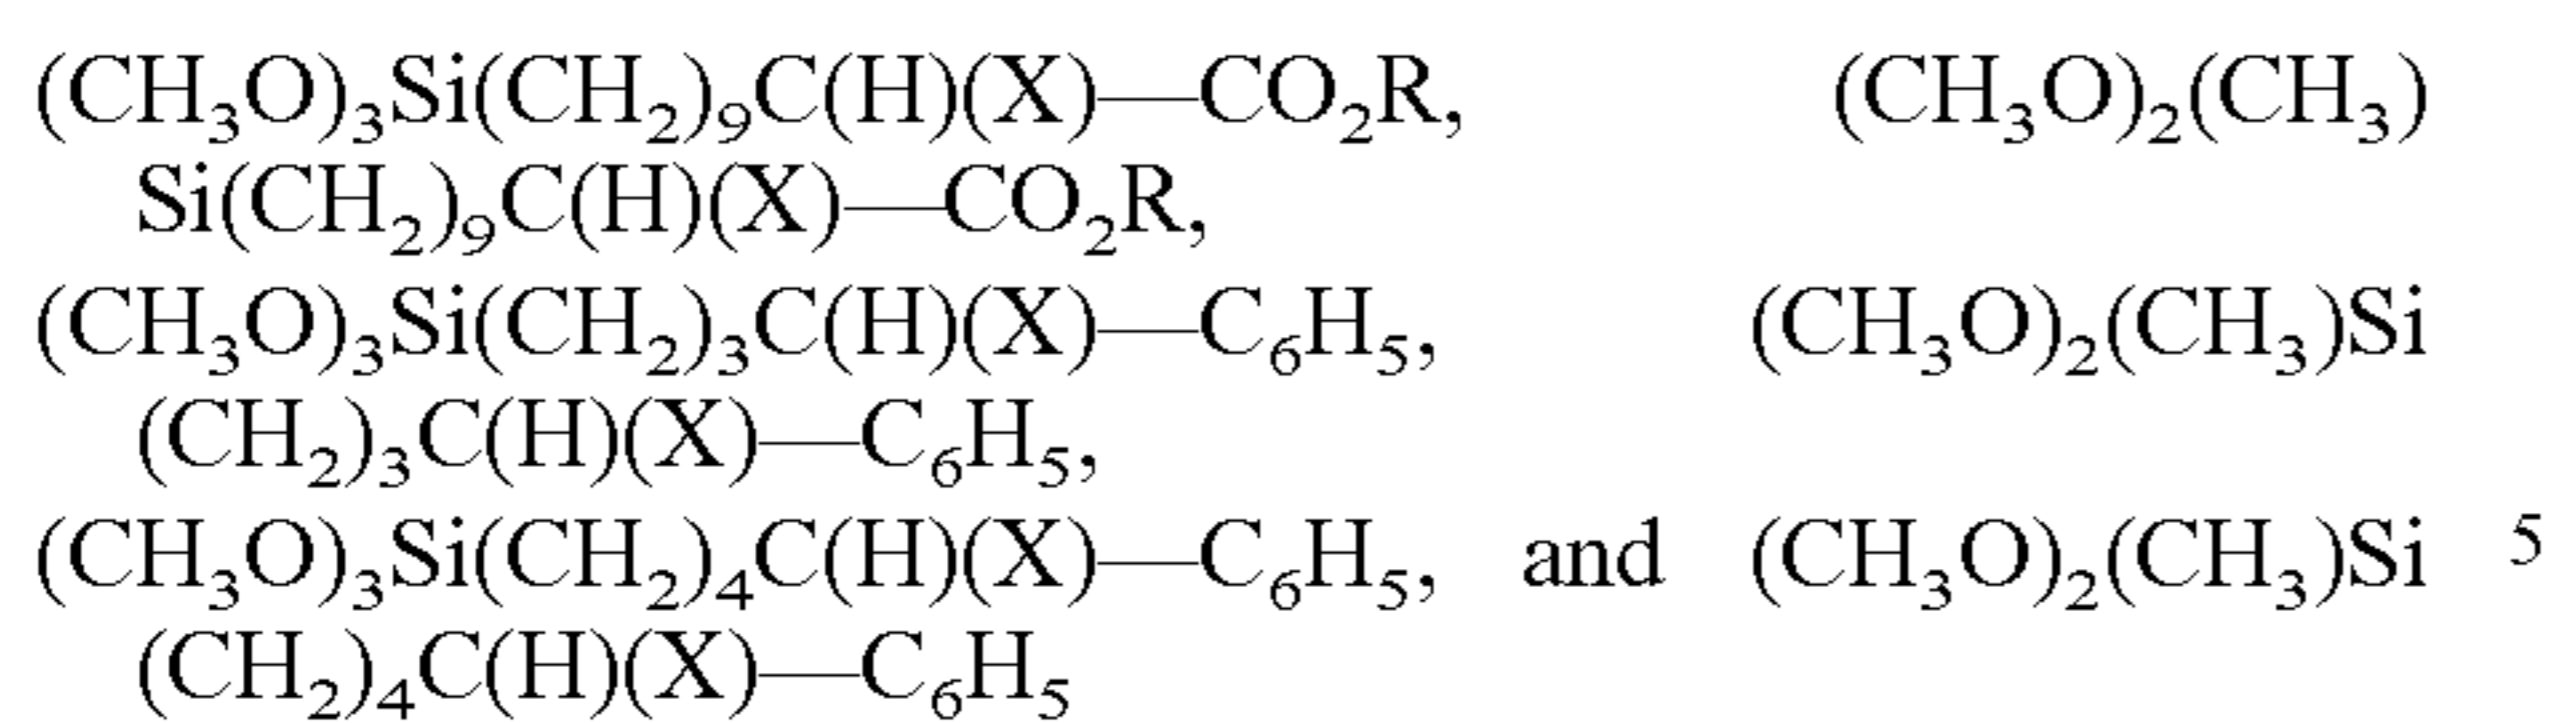 (CH₃O)₃Si(CH₂)₉C(H)(X)—CO₂R, (CH₃O)₂(CH₃)
Si(CH₂)₉C(H)(X)—CO₂R,
(CH₃O)₃Si(CH₂)₃C(H)(X)—C₆H₅, (CH₃O)₂(CH₃)Si
(CH₂)₃C(H)(X)—C₆H₅,
(CH₃O)₃Si(CH₂)₄C(H)(X)—C₆H₅, and (CH₃O)₂(CH₃)Si 5
(CH₂)₄C(H)(X)—C₆H₅